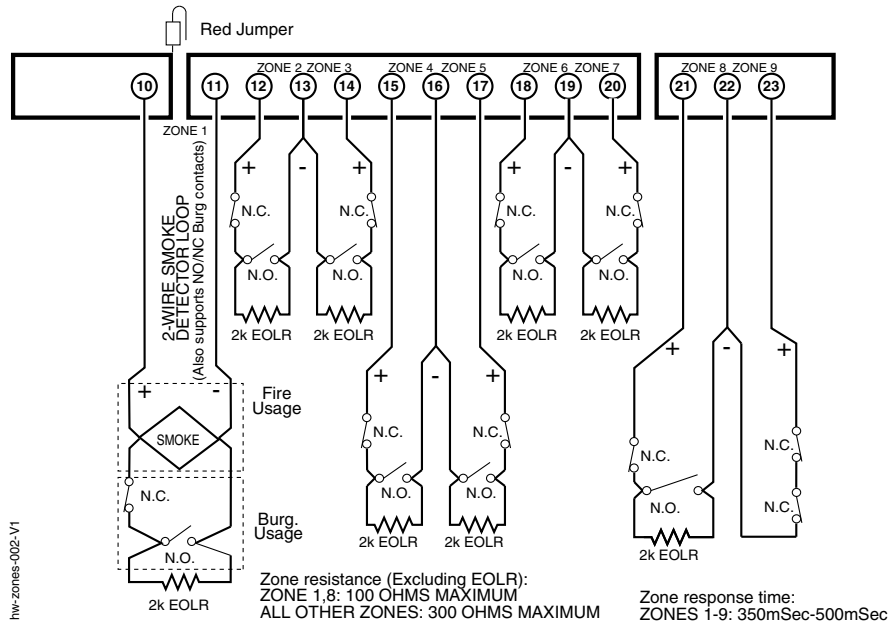 Red Jumper
ZONE 2 ZONE 3 ZONE 4 ZONE 5 ZONE 6 ZONE 7 ZONE 8 ZONE 9
10 11 12 13 14 15 16 17 18 19 20 21 22 23
ZONE 1
2-WIRE SMOKE
DETECTOR LOOP
(Also supports NO/NC Burg contacts)
+ - + + - +
N.C. N.C. N.C. N.C.
N.O. N.O. N.O. N.O.
2k EOLR 2k EOLR 2k EOLR 2k EOLR
+ - + - + + - +
Fire
Usage
SMOKE
N.C. N.C. N.C. N.C.
N.C. N.C.
N.O. N.O. N.O.
Burg.
Usage
N.O.
2k EOLR 2k EOLR 2k EOLR
2k EOLR
Zone resistance (Excluding EOLR):
ZONE 1,8: 100 OHMS MAXIMUM
ALL OTHER ZONES: 300 OHMS MAXIMUM
Zone response time:
ZONES 1-9: 350mSec-500mSec
hw-zones-002-V1